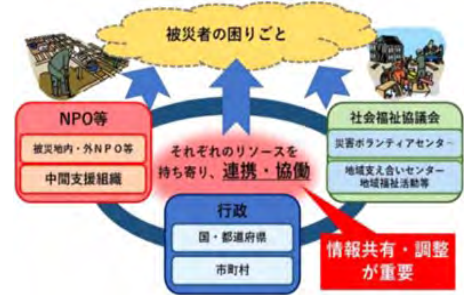 被災者の困りごと
NPO等
被災地内・外NPO等
中間支援組織
それぞれのリソースを
持ち寄り、連携・協働
社会福祉協議会
災害ボランティアセンター
地域支え合いセンター
地域福祉活動等
行政
国・都道府県
市町村
情報共有・調整
が重要